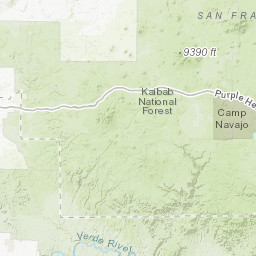 SAN FRA
9390 ft
Kaibab
National
Forest
Purple He
Camp
Navajo
Verde River